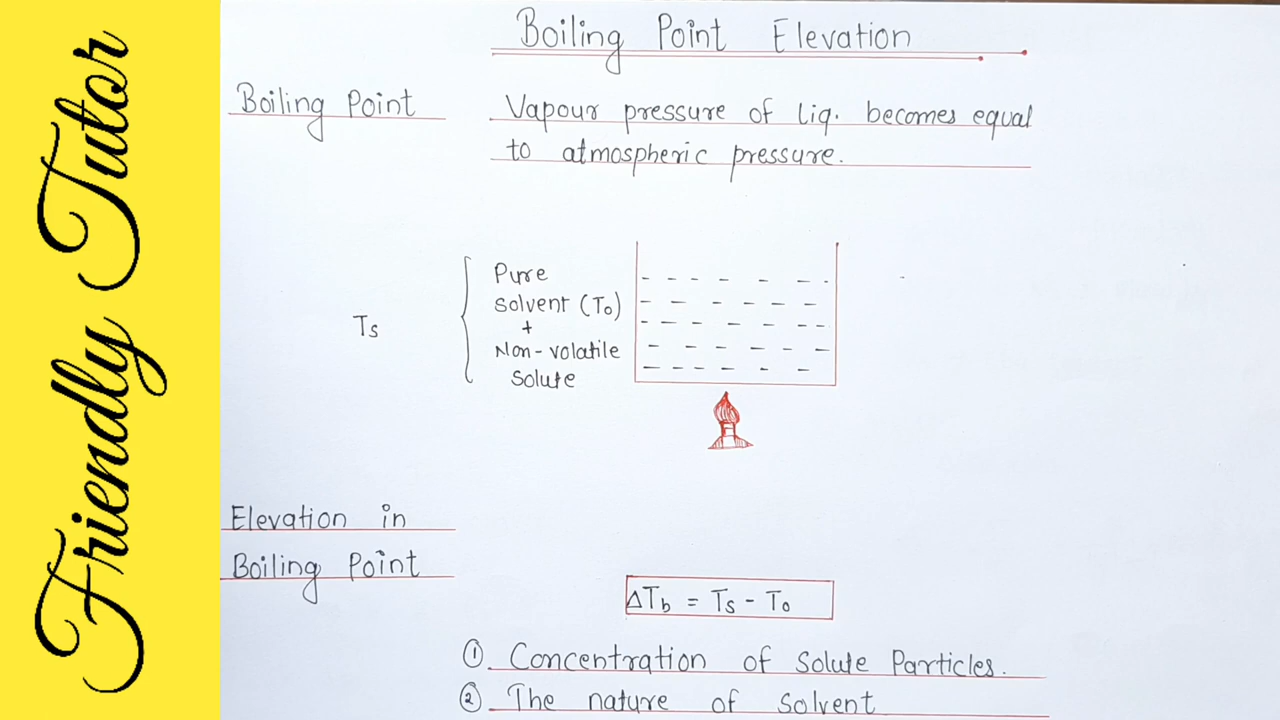 Friendly Tutor
Boiling Point Elevation
Boiling Point
Vapour pressure of Liq. becomes equal
to atmospheric pressure.
Ts
Pure
Solvent (To)
+
Non-volatile
Solute
Elevation in
Boiling Point
ΔTb = Ts - To
① Concentration of Solute Particles.
② The nature of Solvent